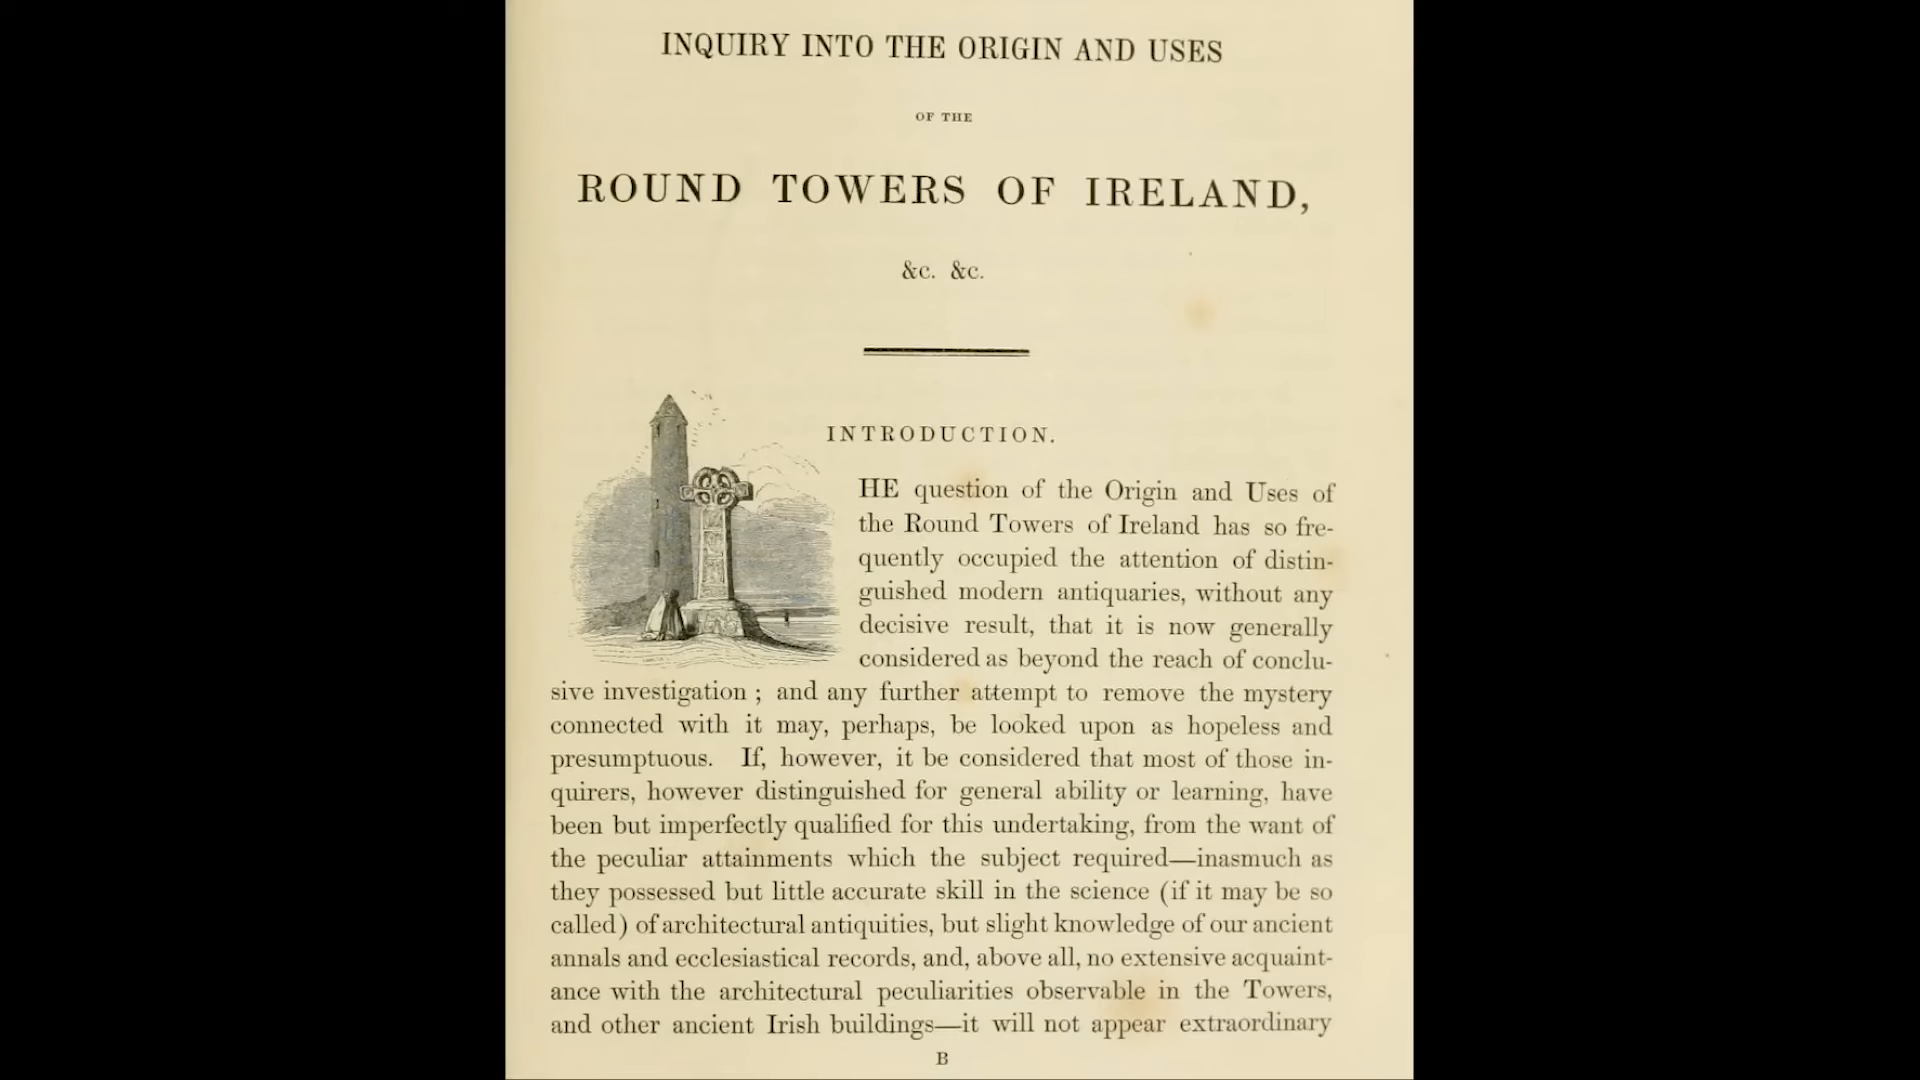 INQUIRY INTO THE ORIGIN AND USES
OF THE
ROUND TOWERS OF IRELAND,
&c. &c.
INTRODUCTION.
HE question of the Origin and Uses of
the Round Towers of Ireland has so fre-
quently occupied the attention of distin-
guished modern antiquaries, without any
decisive result, that it is now generally
considered as beyond the reach of conclu-
sive investigation ; and any further attempt to remove the mystery
connected with it may, perhaps, be looked upon as hopeless and
presumptuous. If, however, it be considered that most of those in-
quirers, however distinguished for general ability or learning, have
been but imperfectly qualified for this undertaking, from the want of
the peculiar attainments which the subject required—inasmuch as
they possessed but little accurate skill in the science (if it may be so
called) of architectural antiquities, but slight knowledge of our ancient
annals and ecclesiastical records, and, above all, no extensive acquaint-
ance with the architectural peculiarities observable in the Towers,
and other ancient Irish buildings—it will not appear extraordinary
B